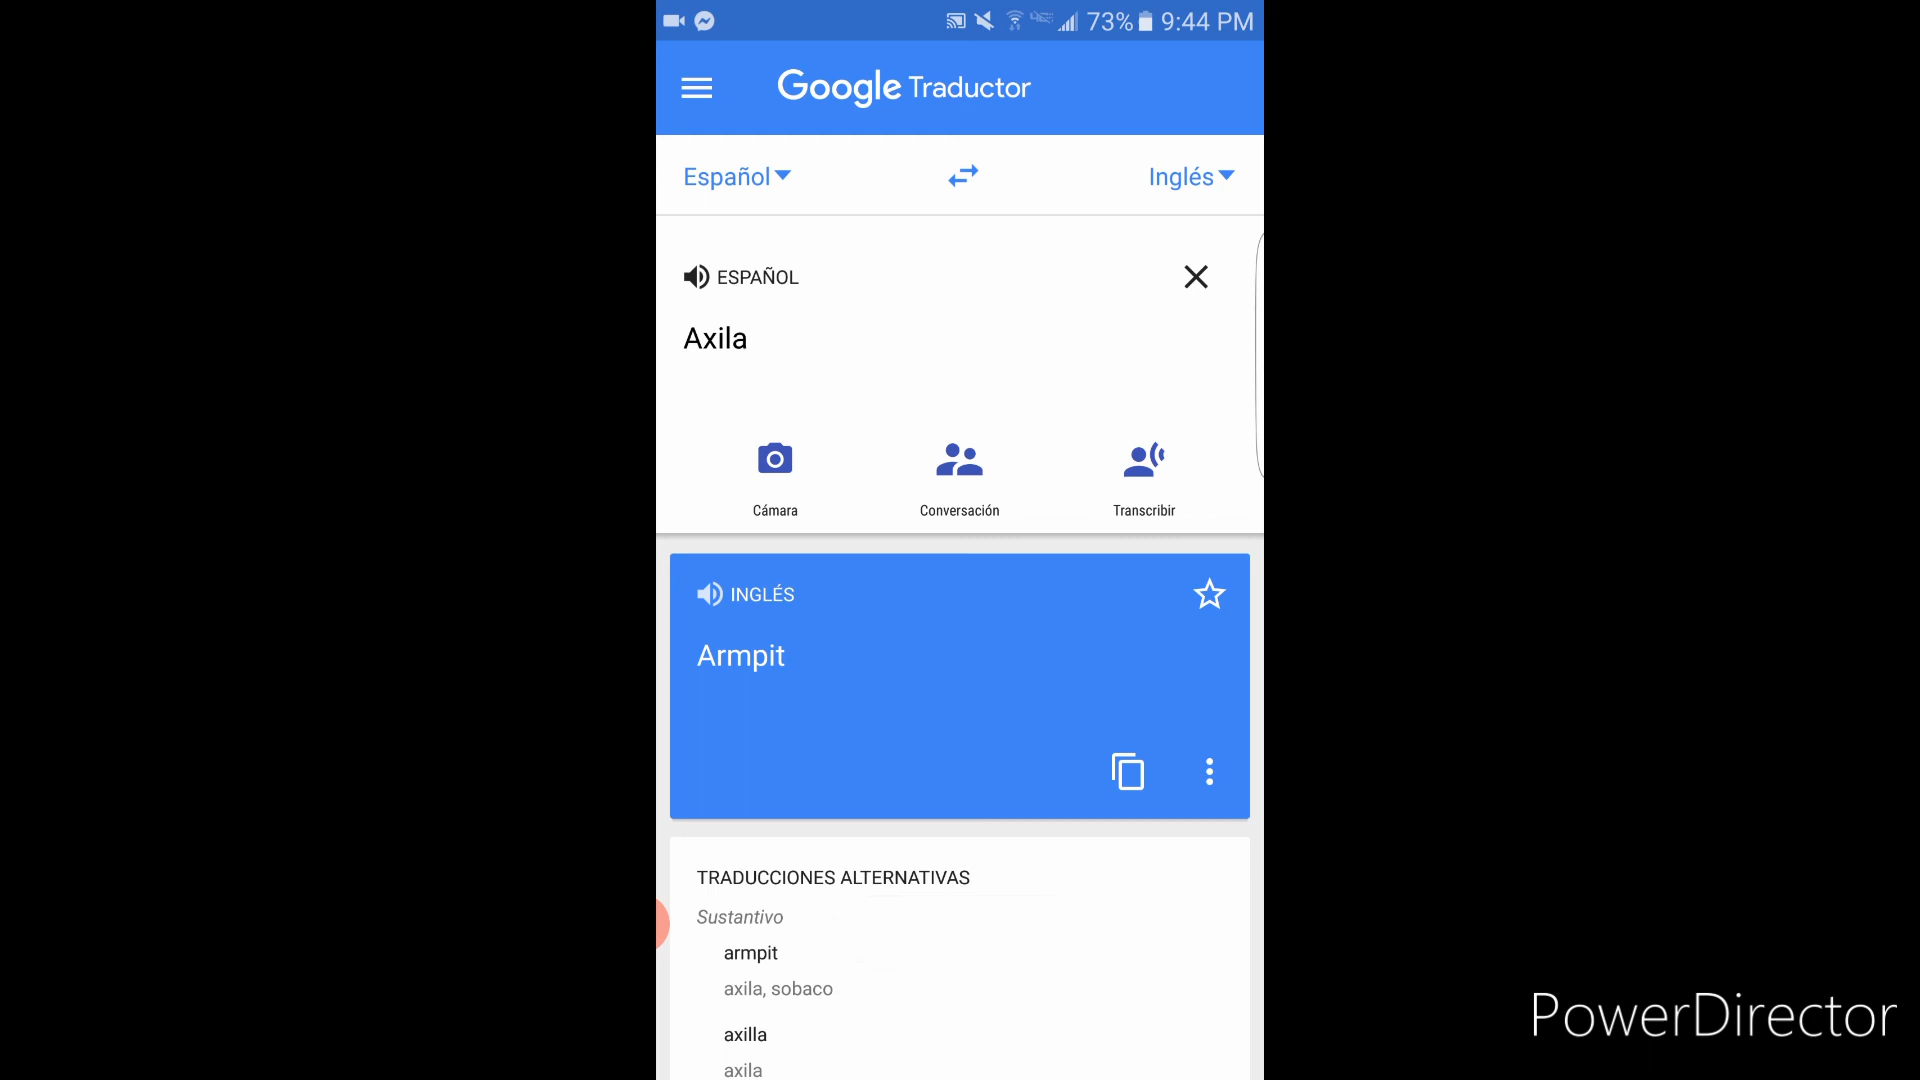 73% 9:44 PM
Google Traductor
Español Inglés
ESPAÑOL
Axila
Cámara Conversación Transcribir
INGLÉS
Armpit
TRADUCCIONES ALTERNATIVAS
Sustantivo
armpit
axila, sobaco
axilla
axila
PowerDirector